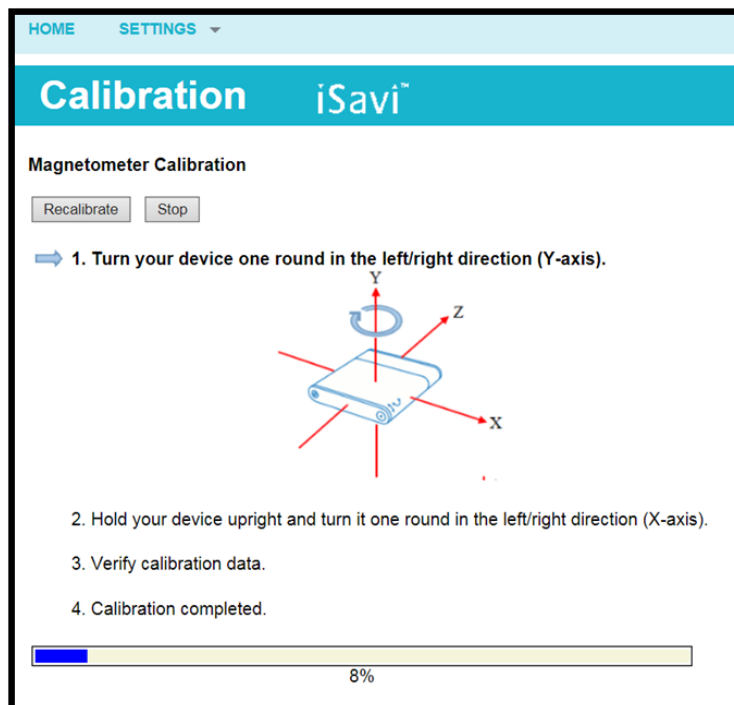 HOME SETTINGS
Calibration iSavi™
Magnetometer Calibration
Recalibrate Stop
1. Turn your device one round in the left/right direction (Y-axis).
Y
Z
X
2. Hold your device upright and turn it one round in the left/right direction (X-axis).
3. Verify calibration data.
4. Calibration completed.
8%